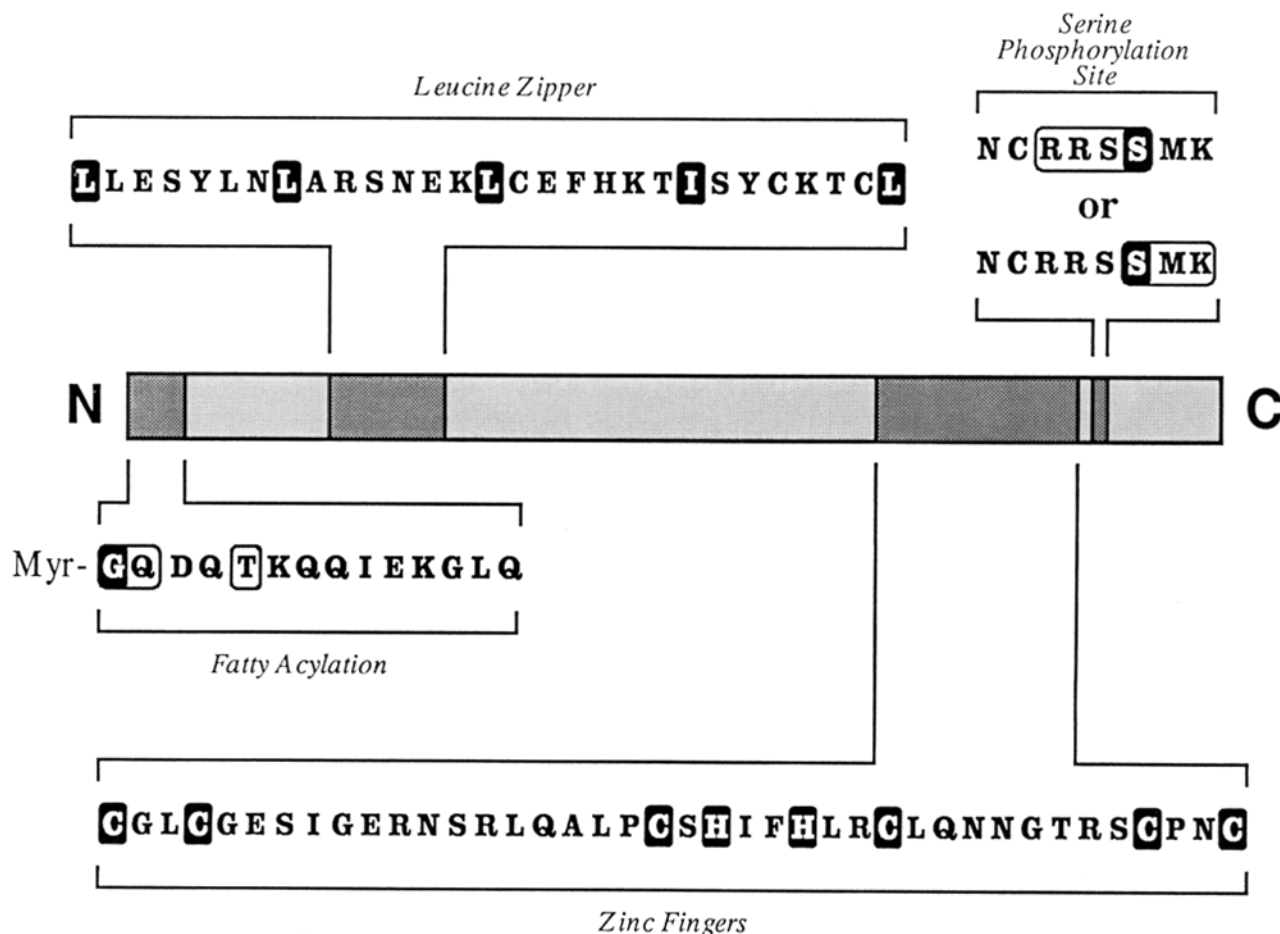 Serine
Phosphorylation
Site
Leucine Zipper
NCRRSSMK
LLESYLNLARSNEKLCEFHKTISYCKTCL
or
NCRRSSMK
N
C
Myr-GQDQTKQQIEKGLQ
Fatty Acylation
CGLCGESIGERNSRLQALPCSHIFHLRCLQNNGTRSCPNC
Zinc Fingers